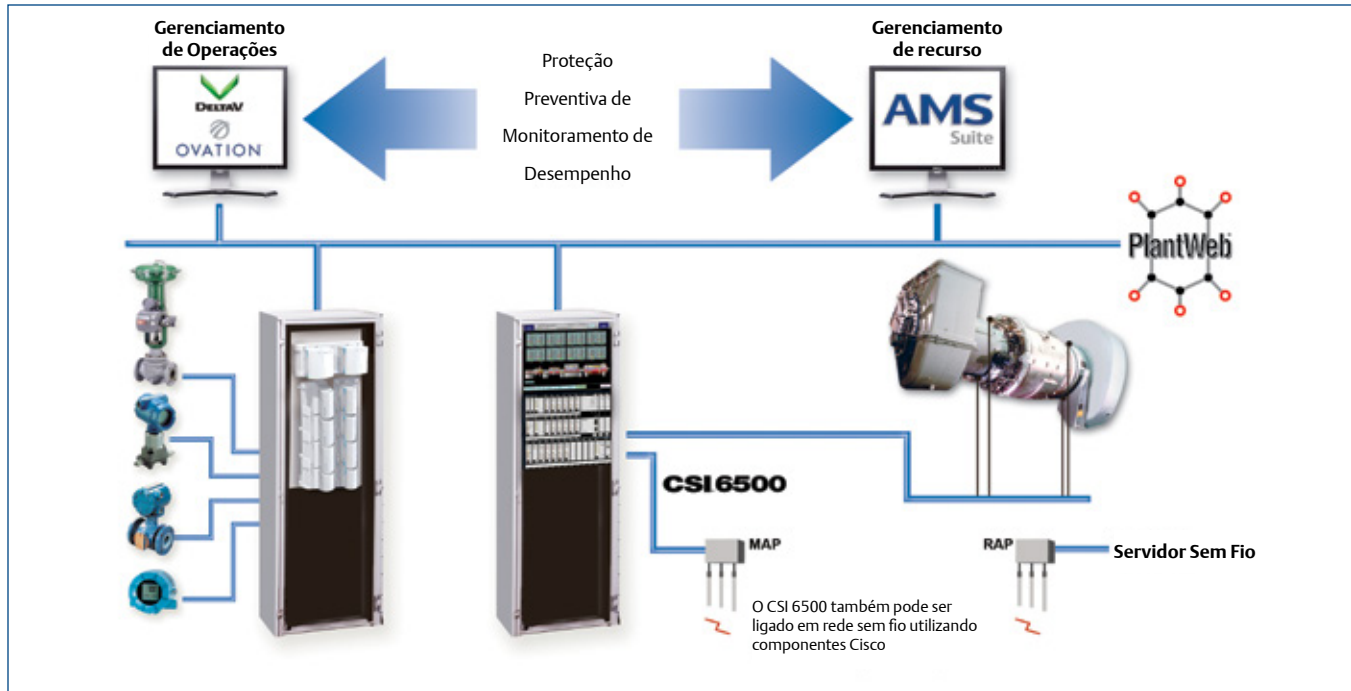 Gerenciamento
de Operações
Gerenciamento
de recurso
Proteção
Preventiva de
Monitoramento de
Desempenho
DELTAV
OVATION
AMS
Suite
PlantWeb
CSI 6500
MAP
RAP
Servidor Sem Fio
O CSI 6500 também pode ser
ligado em rede sem fio utilizando
componentes Cisco